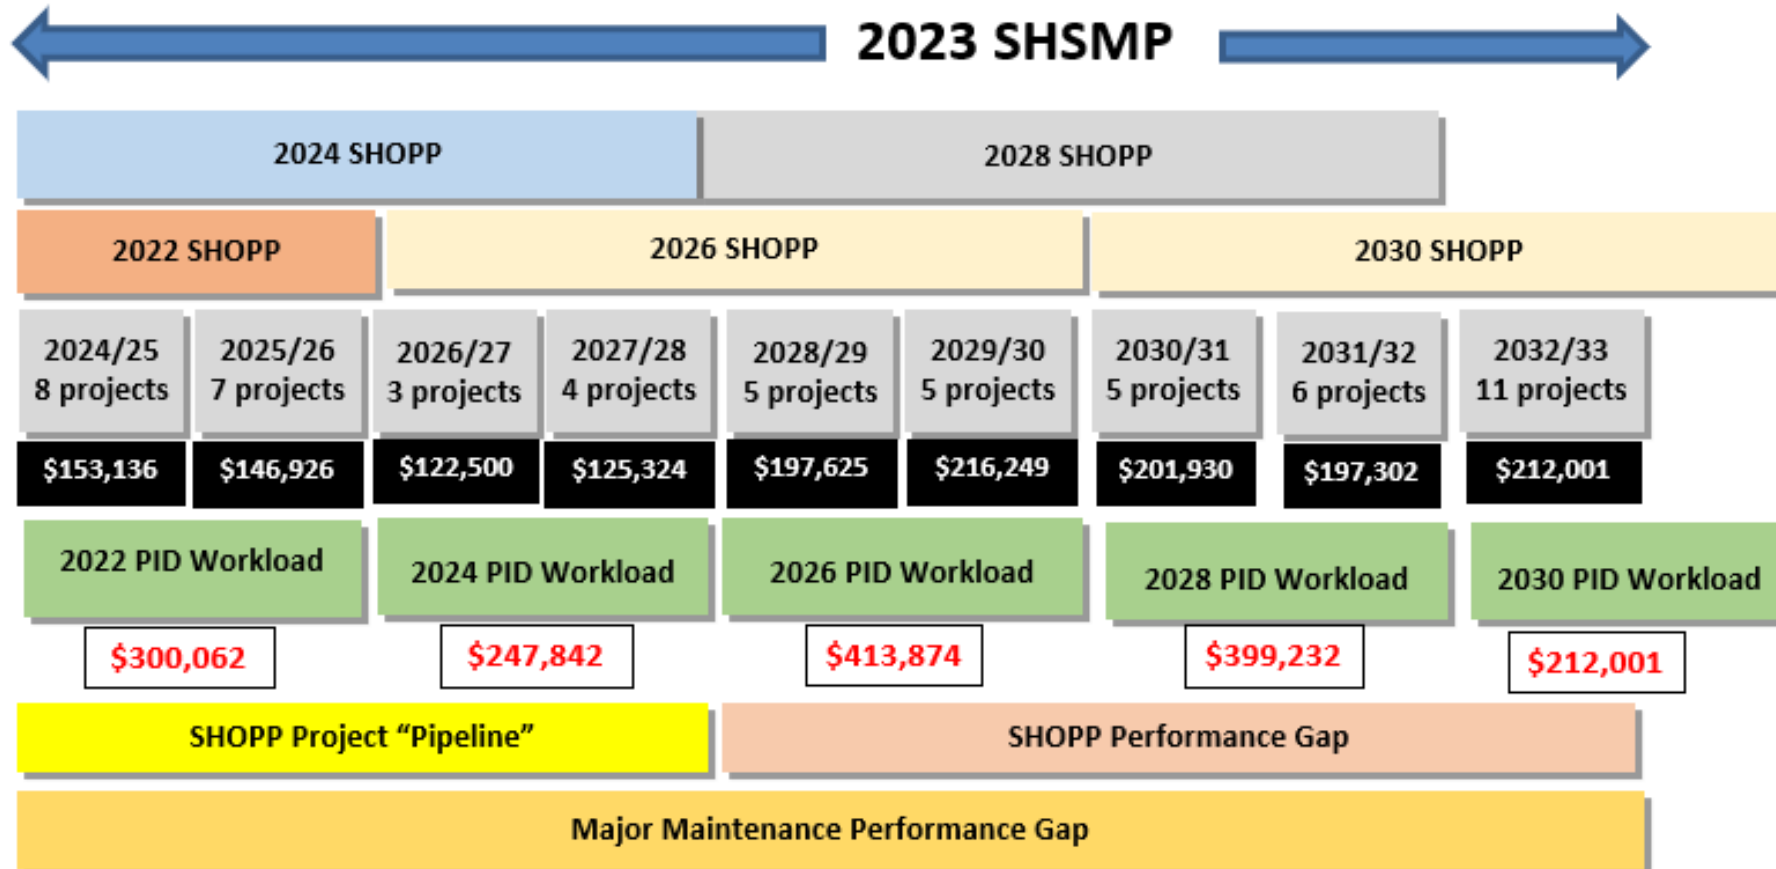 2023 SHSMP
2024 SHOPP
2028 SHOPP
2022 SHOPP
2026 SHOPP
2030 SHOPP
2024/25
8 projects
2025/26
7 projects
2026/27
3 projects
2027/28
4 projects
2028/29
5 projects
2029/30
5 projects
2030/31
5 projects
2031/32
6 projects
2032/33
11 projects
$153,136
$146,926
$122,500
$125,324
$197,625
$216,249
$201,930
$197,302
$212,001
2022 PID Workload
2024 PID Workload
2026 PID Workload
2028 PID Workload
2030 PID Workload
$300,062
$247,842
$413,874
$399,232
$212,001
SHOPP Project “Pipeline”
SHOPP Performance Gap
Major Maintenance Performance Gap